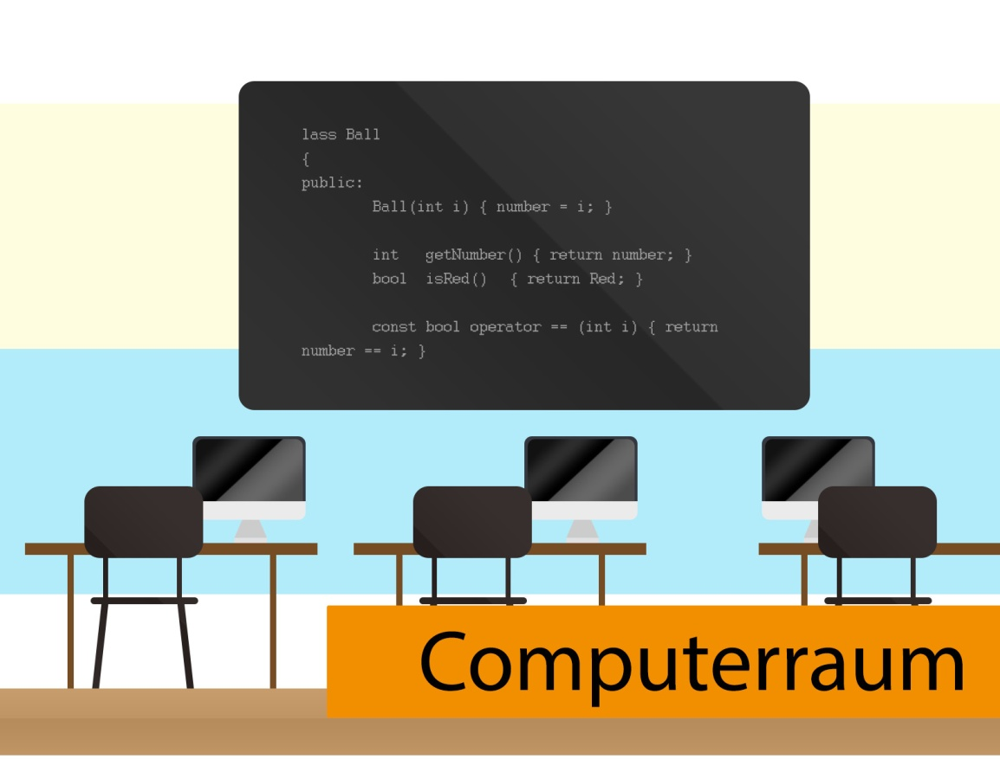 lass Ball
{
public:
Ball(int i) { number = i; }
int getNumber() { return number; }
bool isRed() { return Red; }
const bool operator == (int i) { return
number == i; }
Computerraum